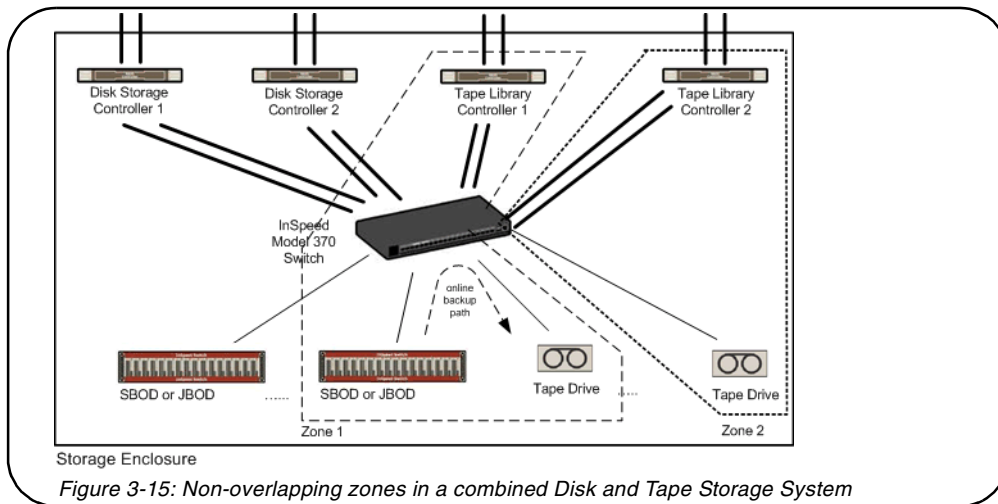 Disk Storage
Controller 1
Disk Storage
Controller 2
Tape Library
Controller 1
Tape Library
Controller 2
InSpeed
Model 370
Switch
online
backup
path
SBOD or JBOD
......
SBOD or JBOD
Tape Drive
......
Tape Drive
Zone 1
Zone 2
Storage Enclosure
Figure 3-15: Non-overlapping zones in a combined Disk and Tape Storage System